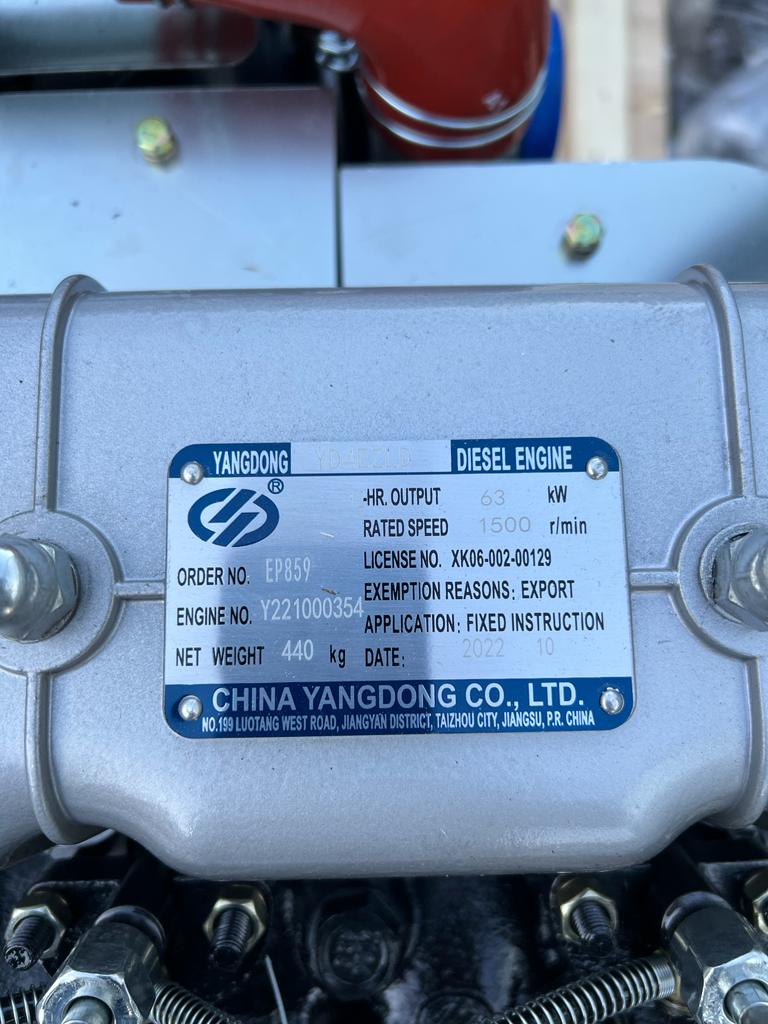 YANGDONG DIESEL ENGINE
®
-HR. OUTPUT 63 kW
RATED SPEED 1500 r/min
LICENSE NO. XK06-002-00129
ORDER NO. EP859
EXEMPTION REASONS: EXPORT
ENGINE NO. Y221000354
APPLICATION: FIXED INSTRUCTION
NET WEIGHT 440 kg
DATE: 2022 10
CHINA YANGDONG CO., LTD.
NO.199 LUOTANG WEST ROAD, JIANGYAN DISTRICT, TAIZHOU CITY, JIANGSU, P.R. CHINA